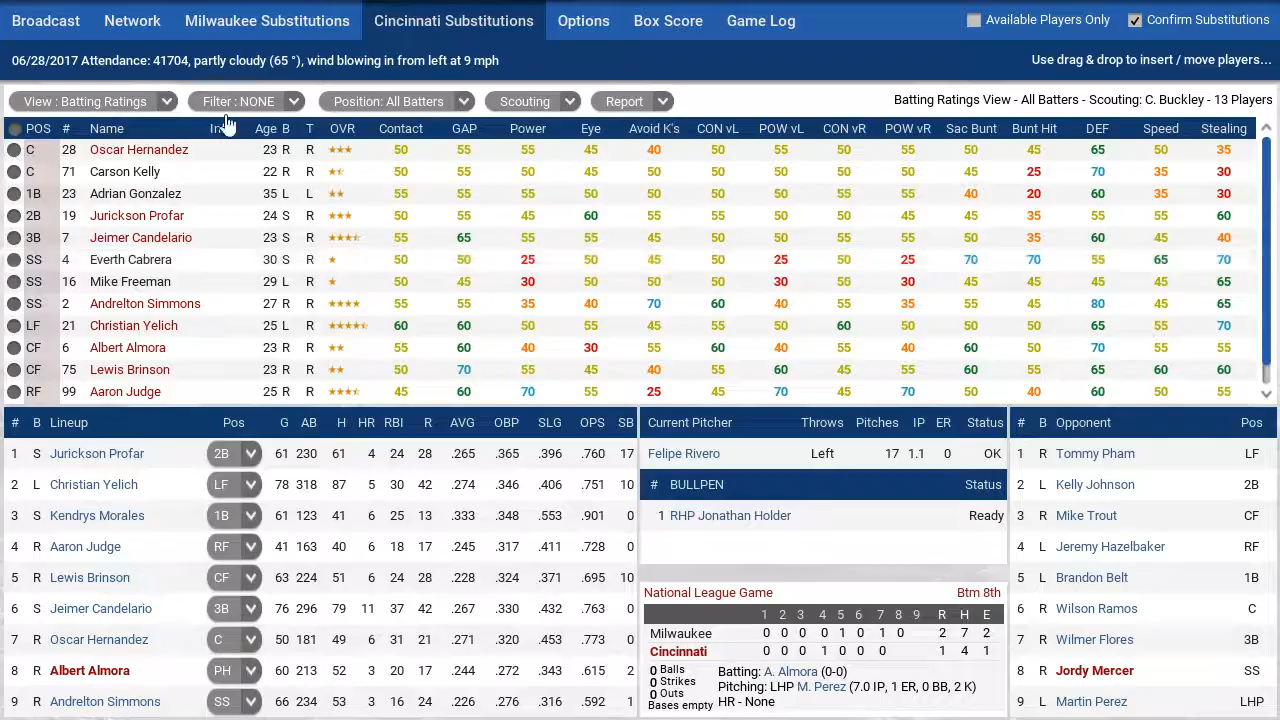 Broadcast Network Milwaukee Substitutions Cincinnati Substitutions Options Box Score Game Log Available Players Only Confirm Substitutions
06/28/2017 Attendance: 41704, partly cloudy (65 °), wind blowing in from left at 9 mph Use drag & drop to insert / move players...
View : Batting Ratings Filter : NONE Position: All Batters Scouting Report Batting Ratings View - All Batters - Scouting: C. Buckley - 13 Players
POS # Name Age B T OVR Contact GAP Power Eye Avoid K's CON vL POW vL CON vR POW vR Sac Bunt Bunt Hit DEF Speed Stealing
C 28 Oscar Hernandez 23 R R 50 55 55 45 40 50 55 50 55 50 45 65 50 35
C 71 Carson Kelly 22 R R 50 55 50 50 50 50 50 50 50 45 25 70 35 30
1B 23 Adrian Gonzalez 35 L L 55 55 55 55 50 50 50 55 55 40 20 60 35 30
2B 19 Jurickson Profar 24 S R 50 55 45 60 55 50 50 50 45 45 35 55 55 60
3B 7 Jeimer Candelario 23 S R 55 65 55 55 45 50 55 55 55 50 35 60 45 40
SS 4 Everth Cabrera 30 S R 50 50 25 50 45 50 25 50 25 70 70 55 65 70
SS 16 Mike Freeman 29 L R 50 45 30 50 50 50 30 55 30 45 45 45 45 65
SS 2 Andrelton Simmons 27 R R 55 55 35 40 70 60 40 55 35 55 45 80 45 65
LF 21 Christian Yelich 25 L R 60 60 50 55 45 55 50 60 50 50 50 65 55 70
CF 6 Albert Almora 23 R R 55 60 40 30 55 60 40 55 40 60 50 70 55 55
CF 75 Lewis Brinson 23 R R 50 70 55 45 40 55 60 45 55 60 55 65 60 60
RF 99 Aaron Judge 25 R R 45 60 70 55 25 45 70 45 70 50 40 60 50 55
# B Lineup Pos G AB H HR RBI R AVG OBP SLG OPS SB
1 S Jurickson Profar 2B 61 230 61 4 24 28 .265 .365 .396 .760 17
2 L Christian Yelich LF 78 318 87 5 30 42 .274 .346 .406 .751 10
3 S Kendrys Morales 1B 61 123 41 6 25 13 .333 .348 .553 .901 0
4 R Aaron Judge RF 41 163 40 6 18 17 .245 .317 .411 .728 0
5 R Lewis Brinson CF 63 224 51 6 24 28 .228 .324 .371 .695 10
6 S Jeimer Candelario 3B 76 296 79 11 37 42 .267 .330 .432 .763 0
7 R Oscar Hernandez C 50 181 49 6 31 21 .271 .320 .453 .773 0
8 R Albert Almora PH 60 213 52 3 20 17 .244 .272 .343 .615 2
9 R Andrelton Simmons SS 66 234 53 3 16 24 .226 .276 .316 .592 1
Current Pitcher Throws Pitches IP ER Status
Felipe Rivero Left 17 1.1 0 OK
# BULLPEN Status
1 RHP Jonathan Holder Ready
National League Game Btm 8th
1 2 3 4 5 6 7 8 9 R H E
Milwaukee 0 0 0 0 1 0 1 0 2 7 2
Cincinnati 0 0 0 1 0 0 0 1 4 1
0 Balls
0 Strikes
0 Outs
Bases empty
Batting: A. Almora (0-0)
Pitching: LHP M. Perez (7.0 IP, 1 ER, 0 BB, 2 K)
HR - None
# B Opponent Pos
1 R Tommy Pham LF
2 L Kelly Johnson 2B
3 R Mike Trout CF
4 L Jeremy Hazelbaker RF
5 L Brandon Belt 1B
6 R Wilson Ramos C
7 R Wilmer Flores 3B
8 R Jordy Mercer SS
9 L Martin Perez LHP